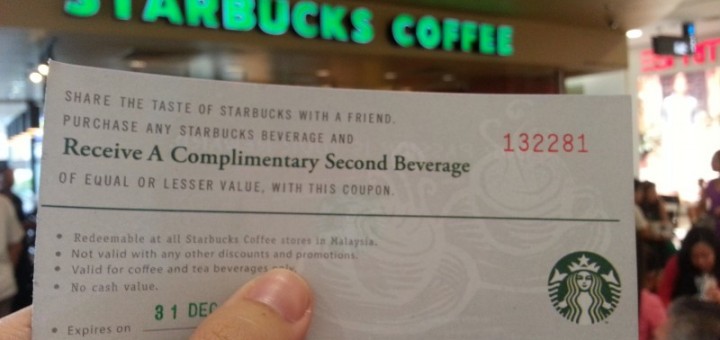 STARBUCKS COFFEE
SHARE THE TASTE OF STARBUCKS WITH A FRIEND.
PURCHASE ANY STARBUCKS BEVERAGE AND
132281
Receive A Complimentary Second Beverage
OF EQUAL OR LESSER VALUE, WITH THIS COUPON.
• Redeemable at all Starbucks Coffee stores in Malaysia.
• Not valid with any other discounts and promotions.
• Valid for coffee and tea beverages only.
• No cash value.
• Expires on 31 DEC